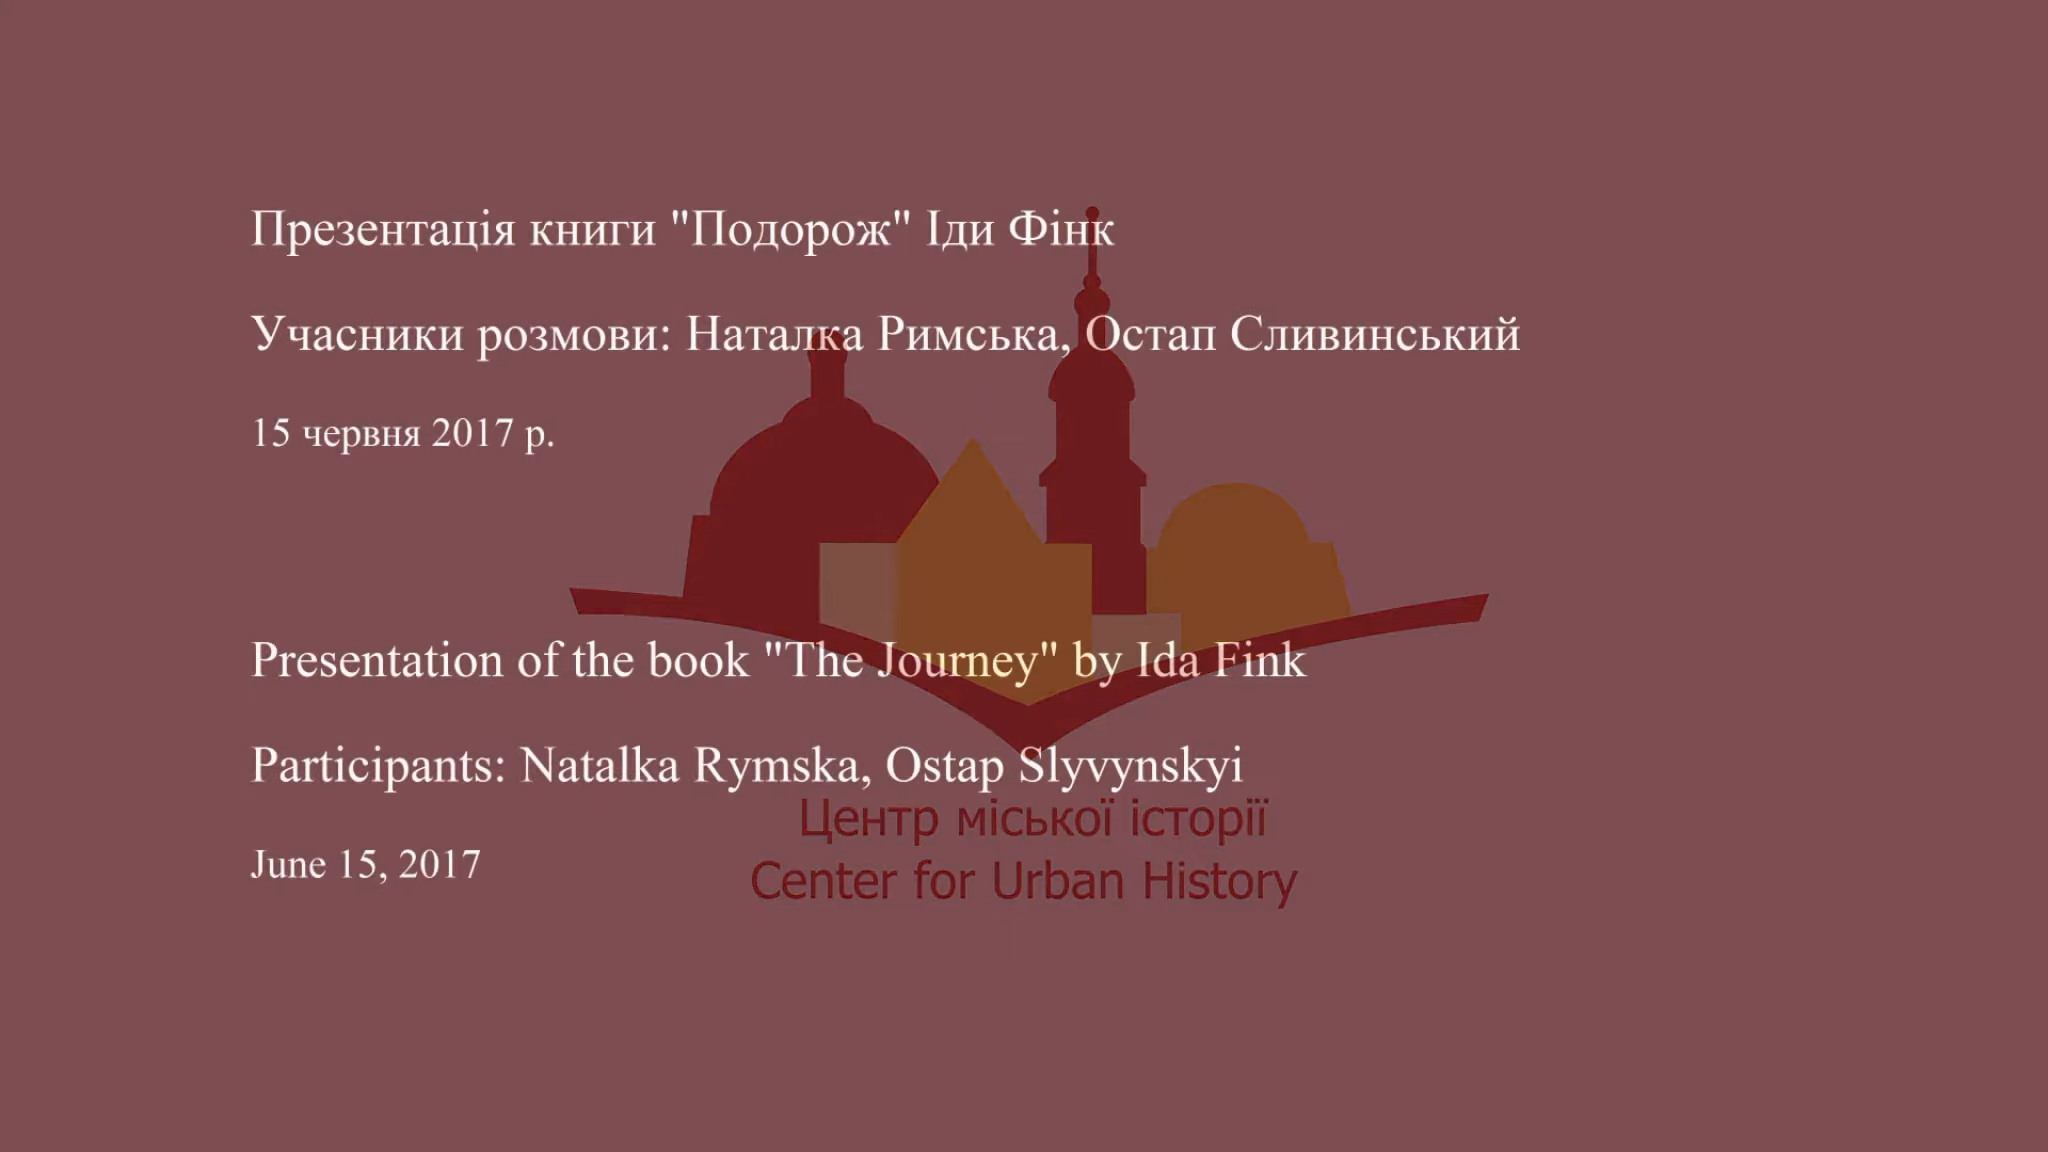 Презентація книги "Подорож" Іди Фінк
Учасники розмови: Наталка Римська, Остап Сливинський
15 червня 2017 р.
Presentation of the book "The Journey" by Ida Fink
Participants: Natalka Rymska, Ostap Slyvynskyi
Центр міської історії
June 15, 2017
Center for Urban History